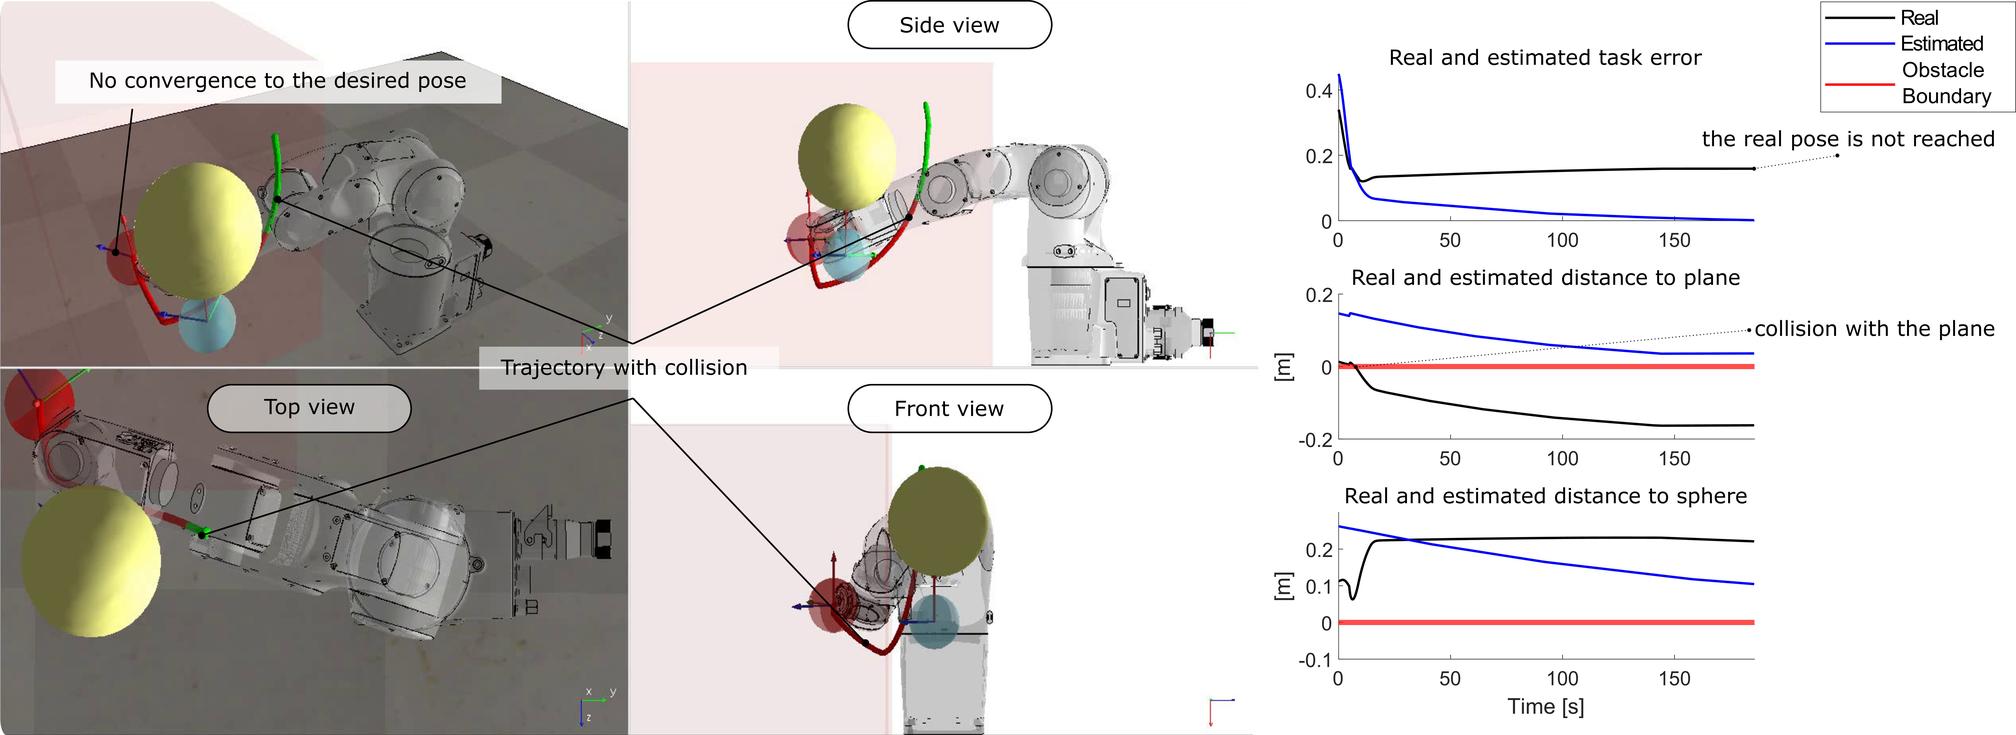 No convergence to the desired pose
Side view
Trajectory with collision
Top view
Front view
y
z
x
x
y
z
Real
Estimated
Obstacle
Boundary
Real and estimated task error
0.4
0.2
0
0
50
100
150
the real pose is not reached
Real and estimated distance to plane
0.2
0
-0.2
[m]
0
50
100
150
collision with the plane
Real and estimated distance to sphere
0.2
0.1
0
-0.1
[m]
0
50
100
150
Time [s]